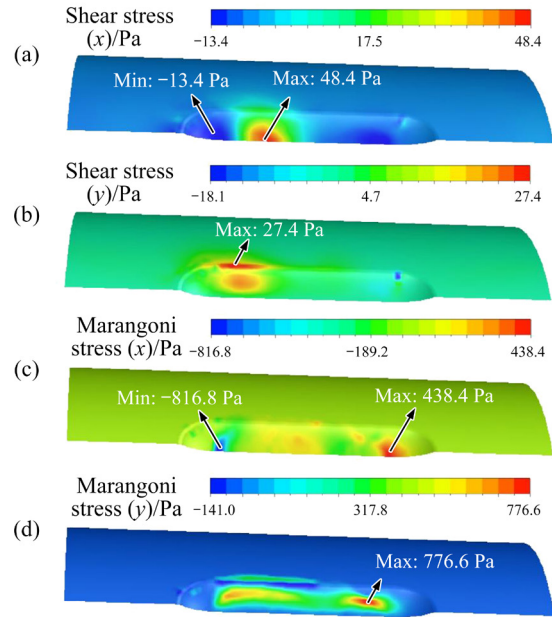 Shear stress
(x)/Pa
−13.4 17.5 48.4
(a)
Min: −13.4 Pa
Max: 48.4 Pa
Shear stress
(y)/Pa
−18.1 4.7 27.4
(b)
Max: 27.4 Pa
Marangoni
stress (x)/Pa
−816.8 −189.2 438.4
(c)
Min: −816.8 Pa
Max: 438.4 Pa
Marangoni
stress (y)/Pa
−141.0 317.8 776.6
(d)
Max: 776.6 Pa